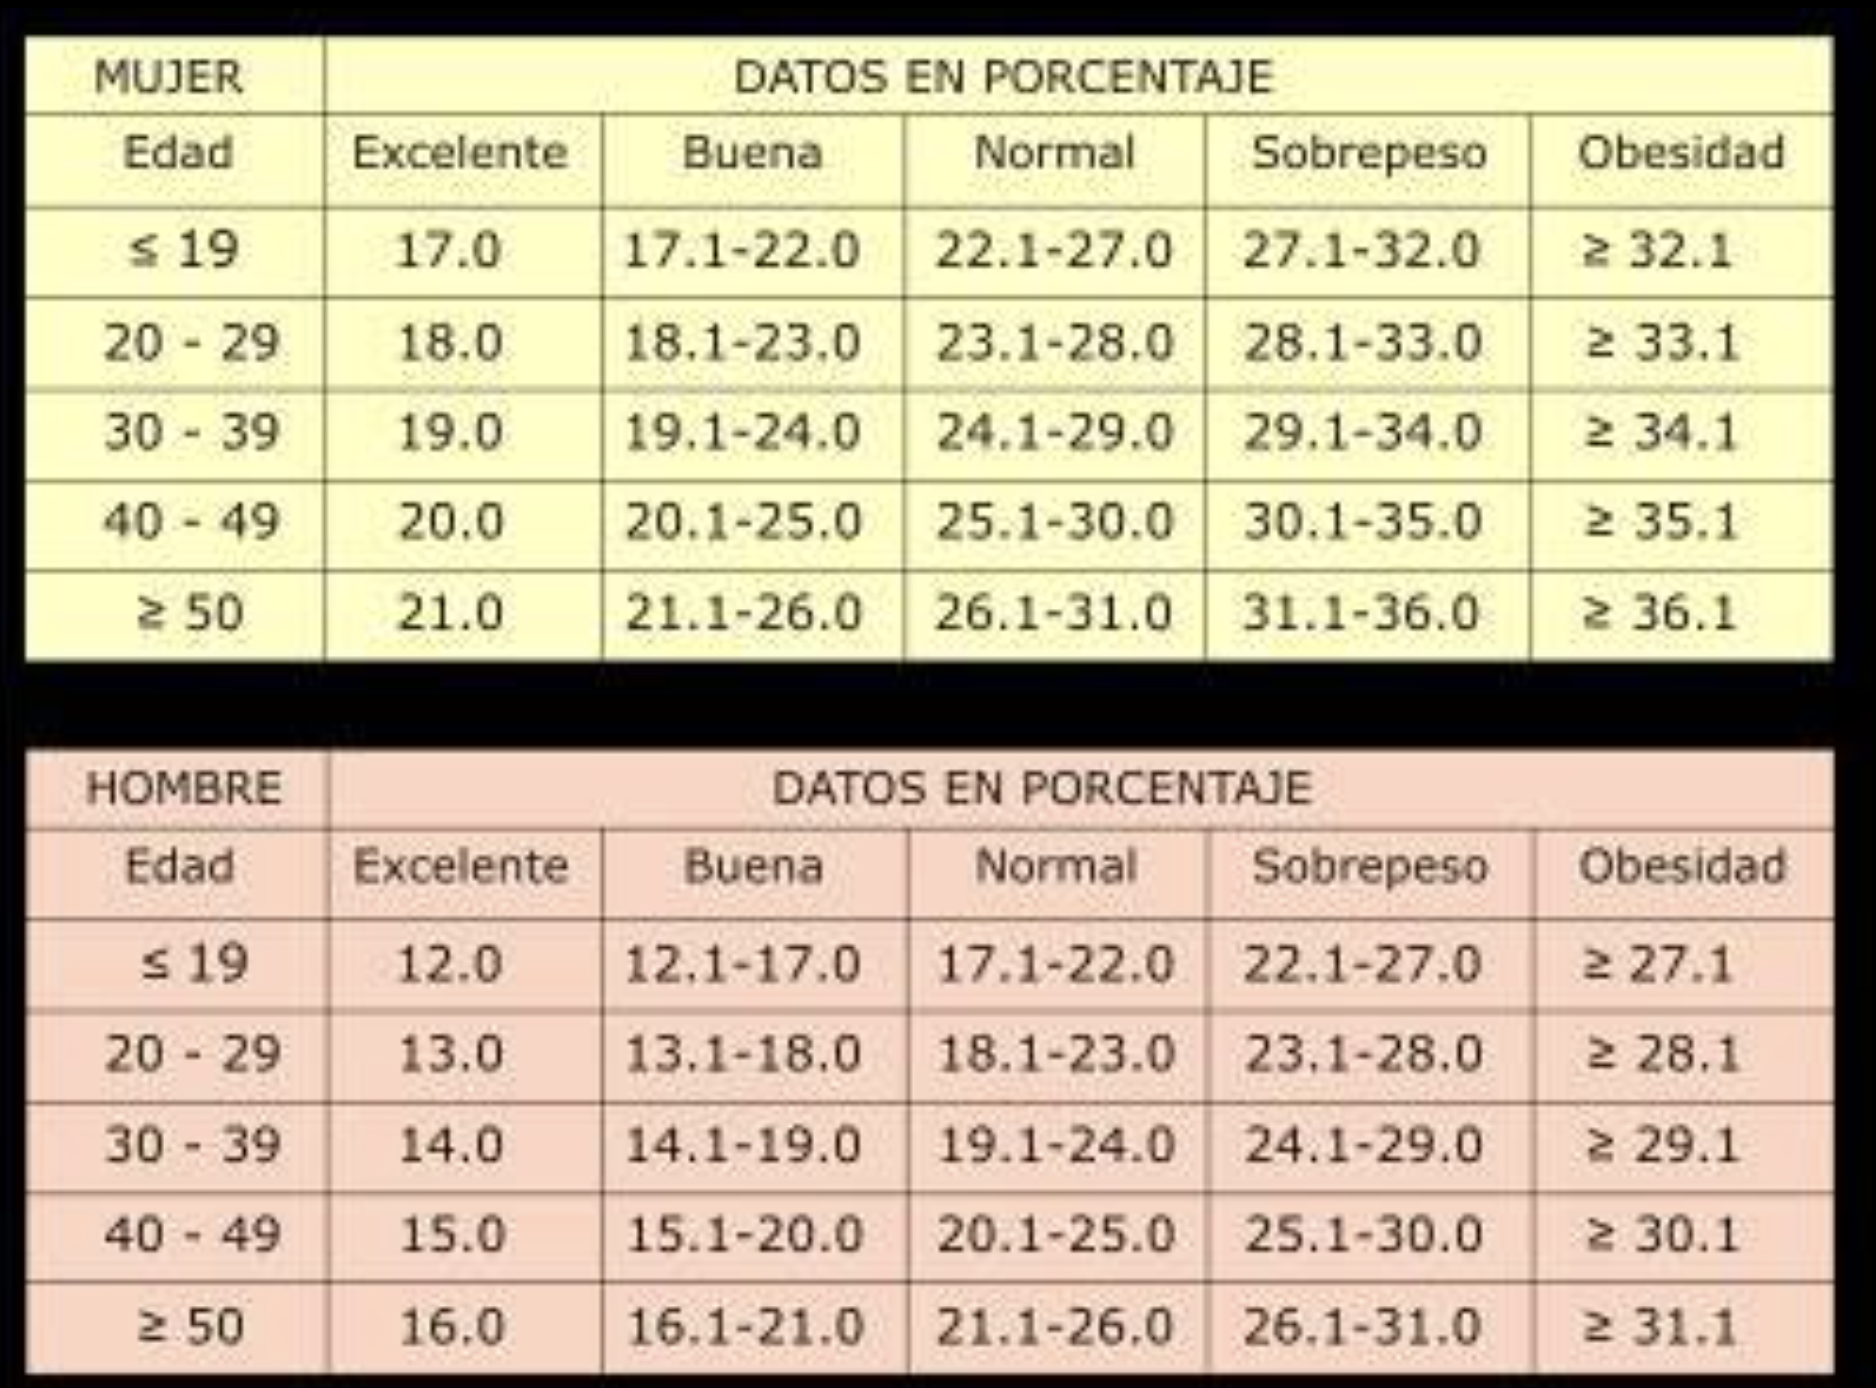 MUJER DATOS EN PORCENTAJE
Edad Excelente Buena Normal Sobrepeso Obesidad
≤ 19 17.0 17.1-22.0 22.1-27.0 27.1-32.0 ≥ 32.1
20 - 29 18.0 18.1-23.0 23.1-28.0 28.1-33.0 ≥ 33.1
30 - 39 19.0 19.1-24.0 24.1-29.0 29.1-34.0 ≥ 34.1
40 - 49 20.0 20.1-25.0 25.1-30.0 30.1-35.0 ≥ 35.1
≥ 50 21.0 21.1-26.0 26.1-31.0 31.1-36.0 ≥ 36.1
HOMBRE DATOS EN PORCENTAJE
Edad Excelente Buena Normal Sobrepeso Obesidad
≤ 19 12.0 12.1-17.0 17.1-22.0 22.1-27.0 ≥ 27.1
20 - 29 13.0 13.1-18.0 18.1-23.0 23.1-28.0 ≥ 28.1
30 - 39 14.0 14.1-19.0 19.1-24.0 24.1-29.0 ≥ 29.1
40 - 49 15.0 15.1-20.0 20.1-25.0 25.1-30.0 ≥ 30.1
≥ 50 16.0 16.1-21.0 21.1-26.0 26.1-31.0 ≥ 31.1